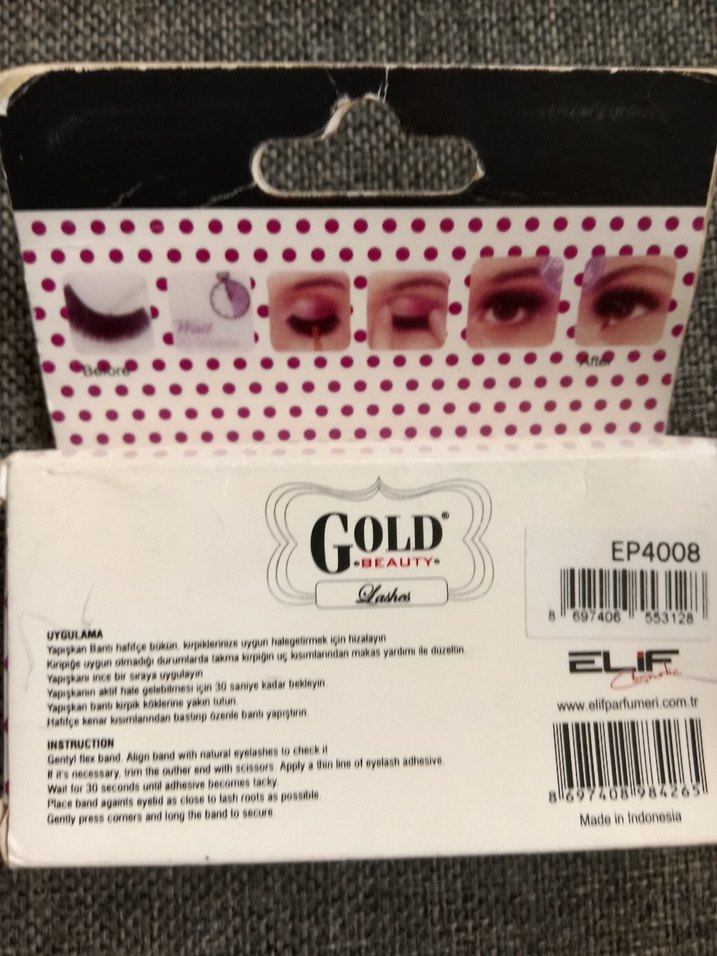 Wait
Before
After
GOLD®
•BEAUTY•
Lashes
EP4008
8 697406 553128
UYGULAMA
Yapışkan Bantı hafifçe bükün, kirpiklerinize uygun halegetirmek için hizalayın
Kiripiğe uygun olmadığı durumlarda takma kirpiğin uç kısımlarından makas yardımı ile düzeltin.
Yapışkanı ince bir sıraya uygulayın
Yapışkanın aktif hale gelebilmesi için 30 saniye kadar bekleyin.
Yapışkan bantı kirpik köklerine yakın tutun.
Hafifçe kenar kısımlarından bastırıp özenle bantı yapıştırın.
ELiF
Cosmetic
www.elifparfumeri.com.tr
INSTRUCTION
Gentyl flex band. Align band with natural eyelashes to check it
If it's necessary, trim the outher end with scissors. Apply a thin line of eyelash adhesive.
Wait for 30 seconds until adhesive becomes tacky.
Place band againts eyelid as close to lash roots as possible.
Gently press corners and long the band to secure.
8 697408 984265
Made in Indonesia